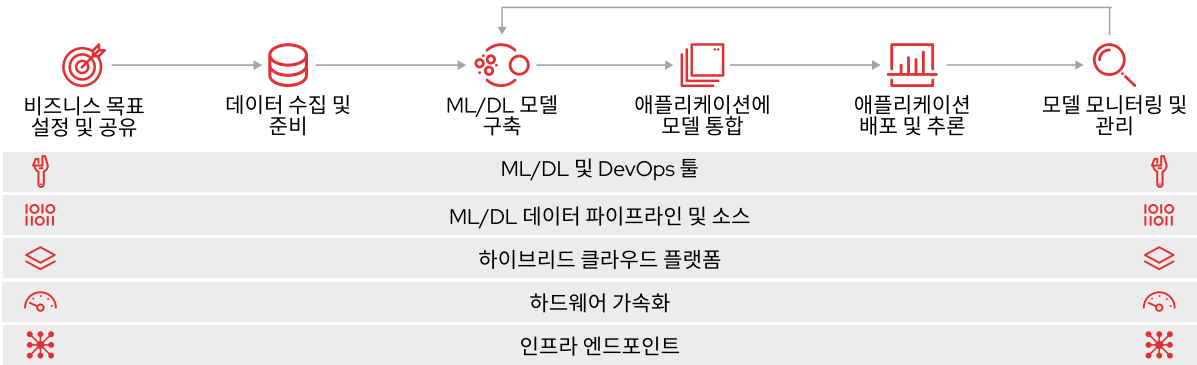 비즈니스 목표
설정 및 공유
데이터 수집 및
준비
ML/DL 모델
구축
애플리케이션에
모델 통합
애플리케이션
배포 및 추론
모델 모니터링 및
관리
ML/DL 및 DevOps 툴
1010
11011
ML/DL 데이터 파이프라인 및 소스
1010
11011
하이브리드 클라우드 플랫폼
하드웨어 가속화
인프라 엔드포인트